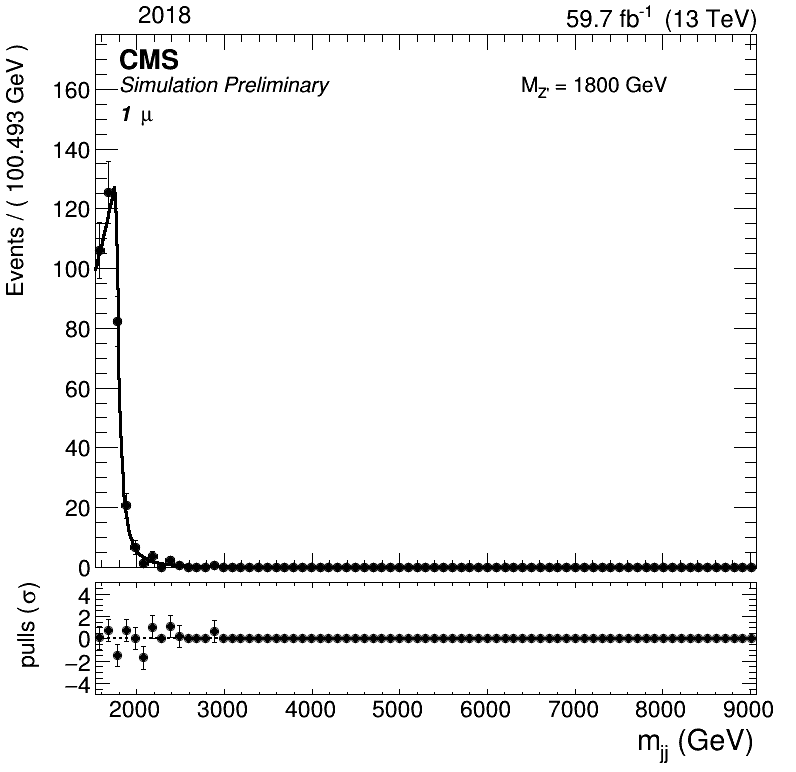 2018 59.7 fb⁻¹ (13 TeV)
CMS
Simulation Preliminary M_Z' = 1800 GeV
1 μ
Events / ( 100.493 GeV )
160
140
120
100
80
60
40
20
0
pulls (σ)
4
2
0
−2
−4
2000 3000 4000 5000 6000 7000 8000 9000
m_jj (GeV)